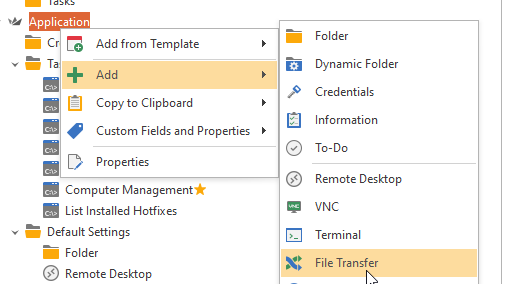 Tasks
Application
Cr
Ta
Computer Management
List Installed Hotfixes
Default Settings
Folder
Remote Desktop
Add from Template
Add
Copy to Clipboard
Custom Fields and Properties
Properties
Folder
Dynamic Folder
Credentials
Information
To-Do
Remote Desktop
VNC
Terminal
File Transfer